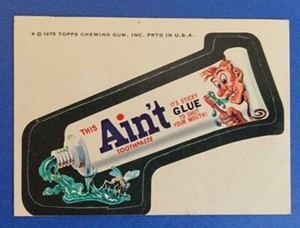 © 1975 TOPPS CHEWING GUM, INC. PRTD IN U.S.A.
THIS
Ain't
TOOTHPASTE
IT'S STICKY
GLUE
TO SHUT
YOUR MOUTH!